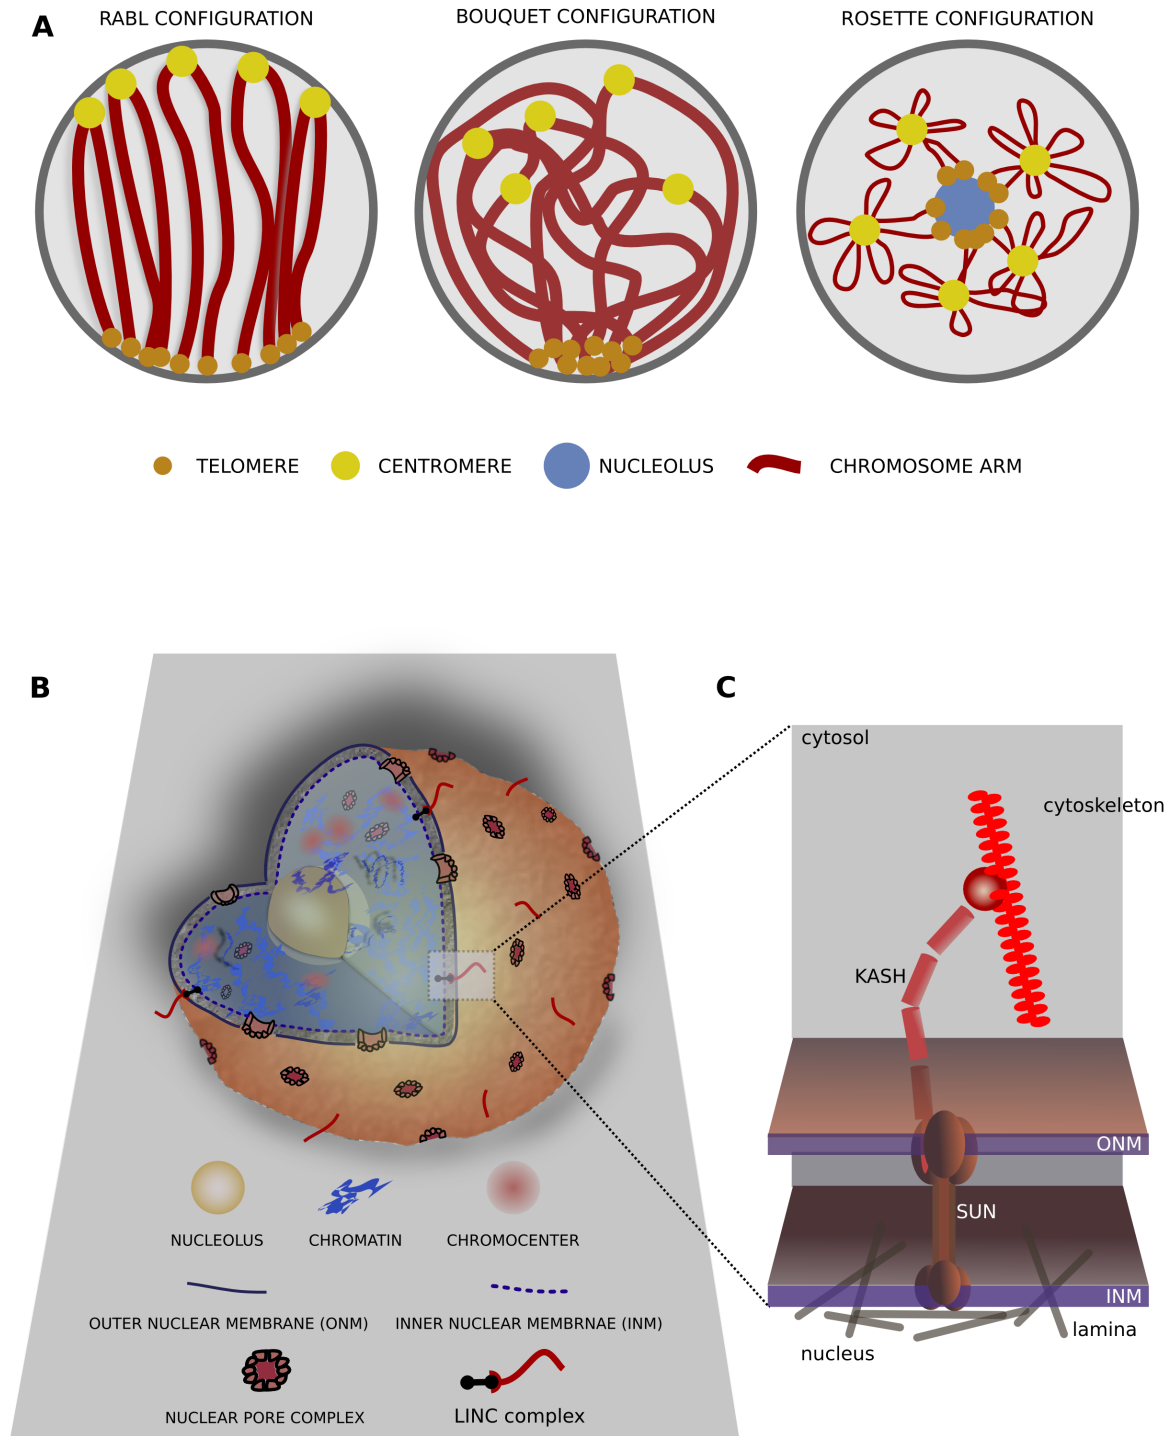 A
RABL CONFIGURATION
BOUQUET CONFIGURATION
ROSETTE CONFIGURATION
TELOMERE
CENTROMERE
NUCLEOLUS
CHROMOSOME ARM
B
NUCLEOLUS
CHROMATIN
CHROMOCENTER
OUTER NUCLEAR MEMBRANE (ONM)
INNER NUCLEAR MEMBRNAE (INM)
NUCLEAR PORE COMPLEX
LINC complex
C
cytosol
cytoskeleton
KASH
ONM
SUN
INM
lamina
nucleus